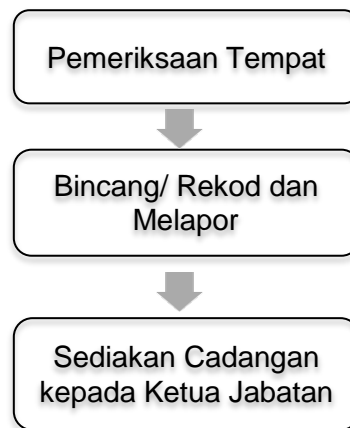 Pemeriksaan Tempat
Bincang/ Rekod dan
Melapor
Sediakan Cadangan
kepada Ketua Jabatan